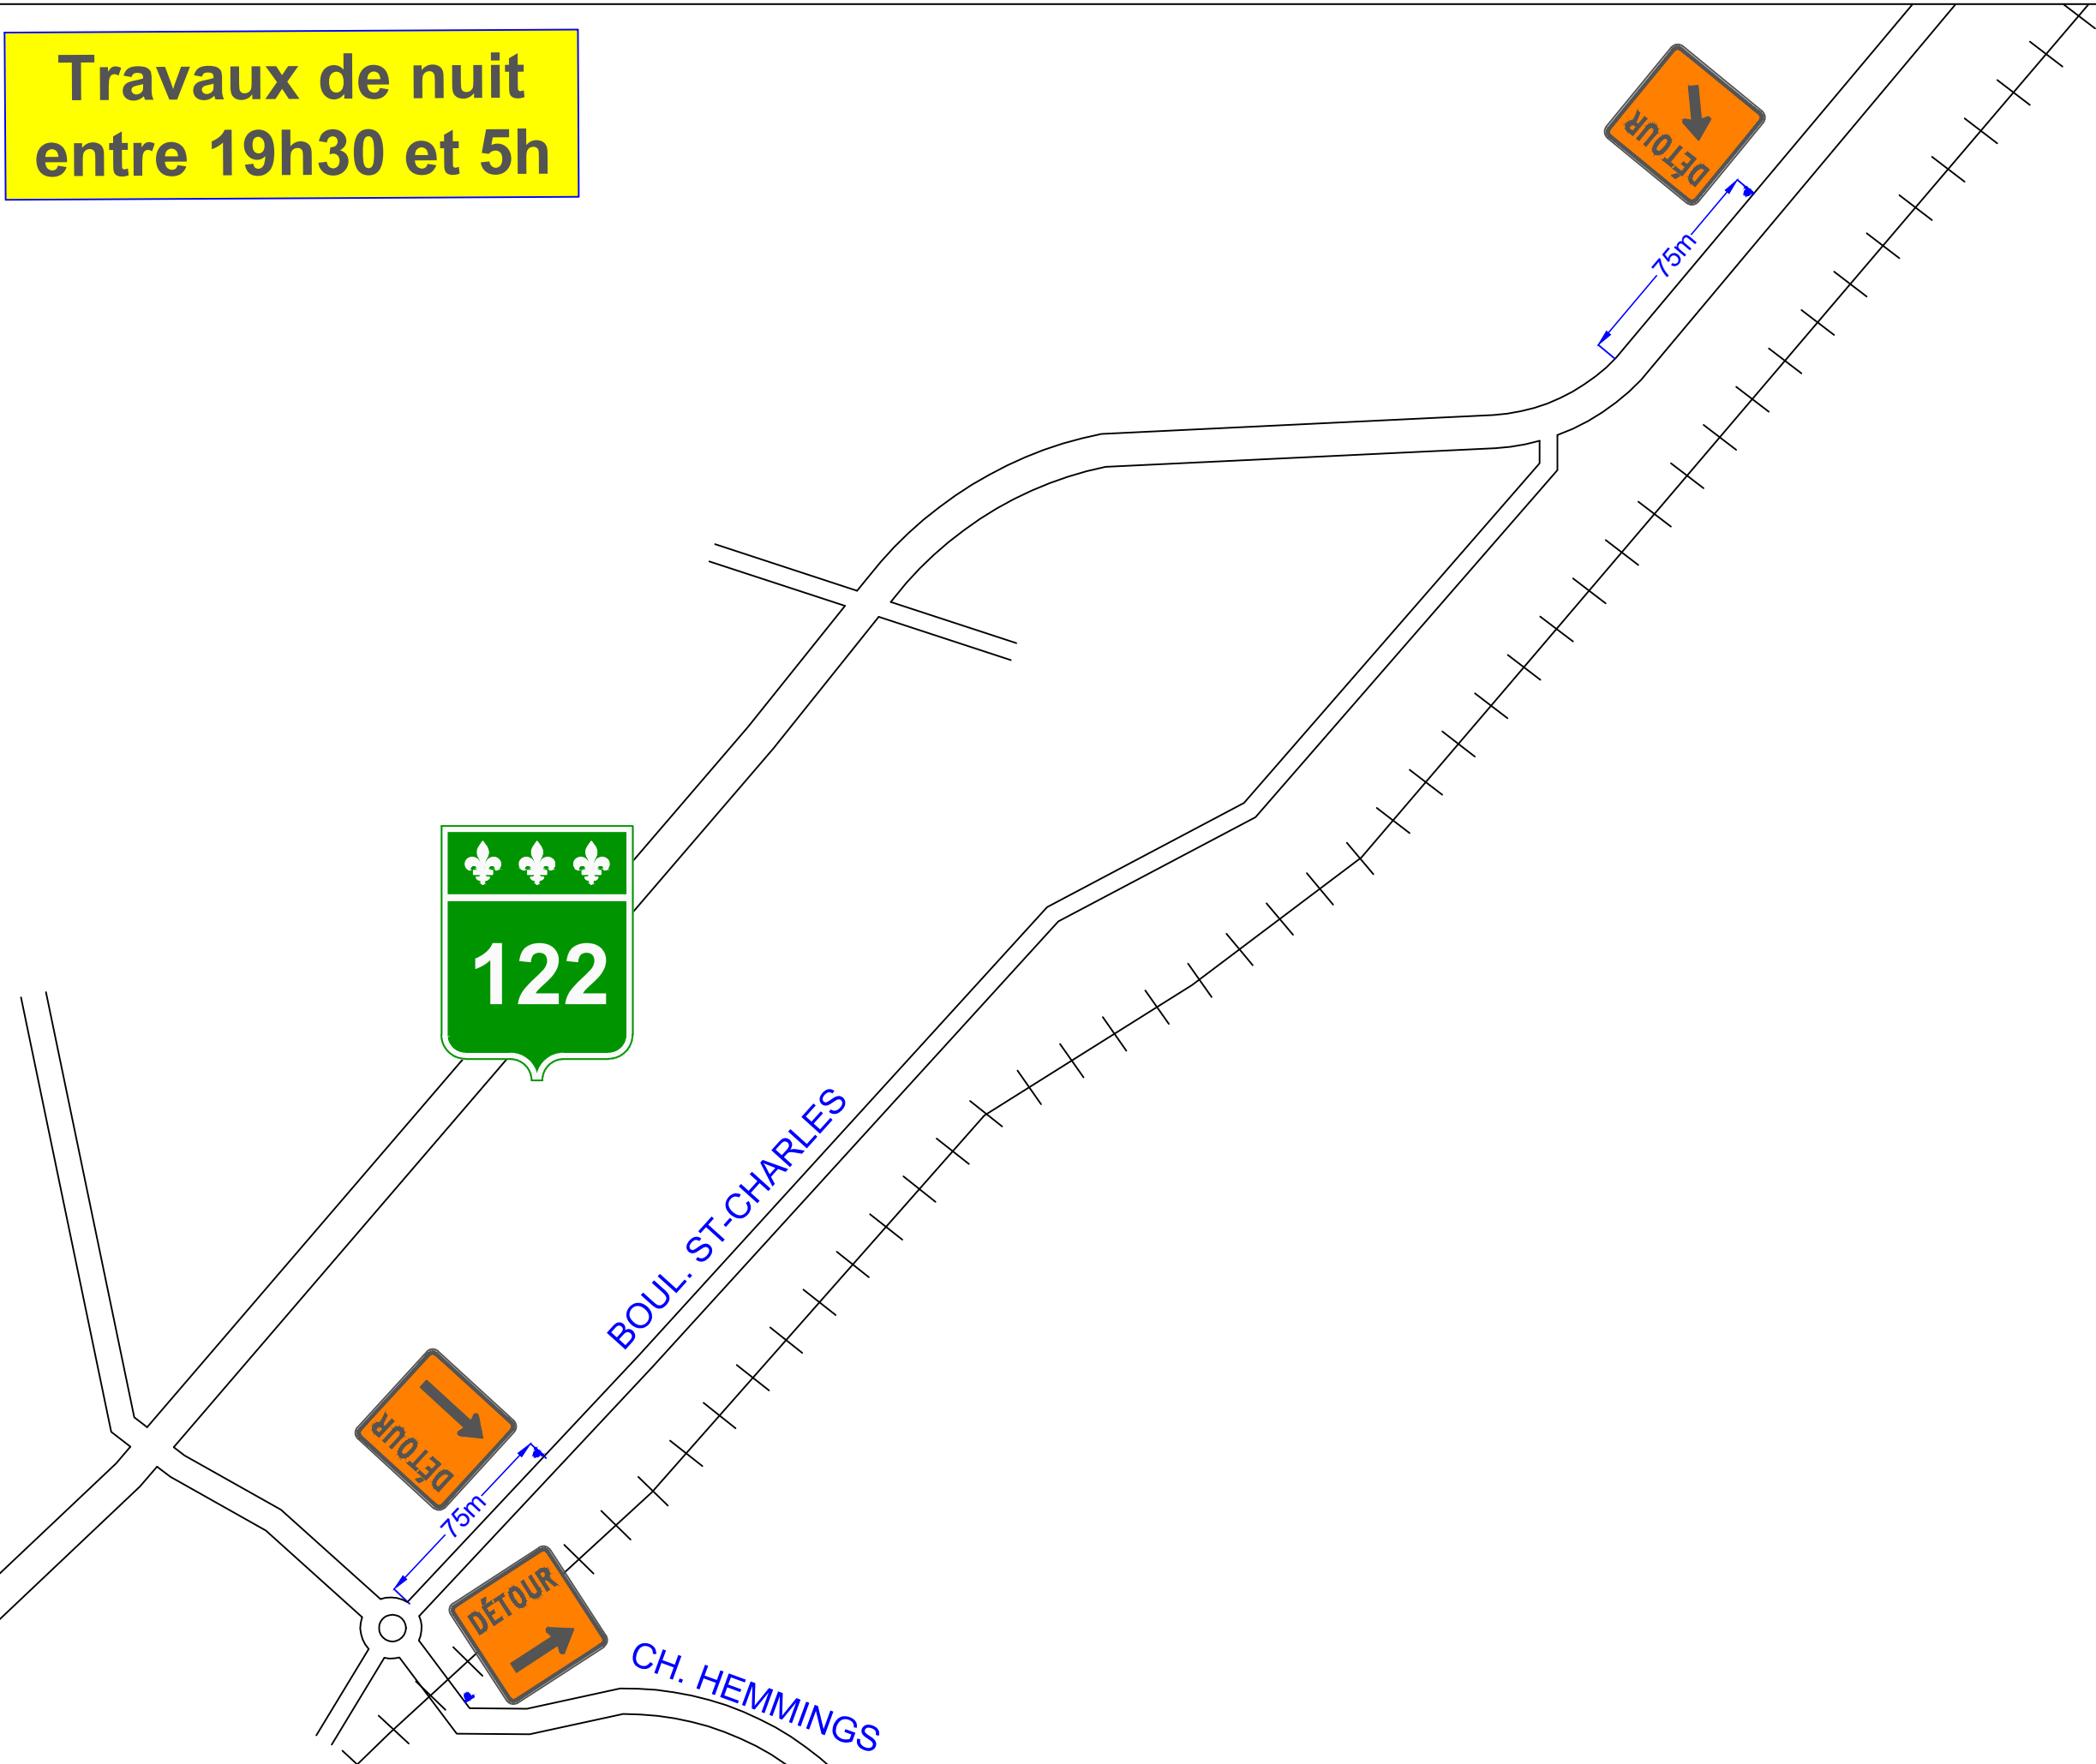 Travaux de nuit
entre 19h30 et 5h
DÉTOUR
75m
122
BOUL. ST-CHARLES
DÉTOUR
75m
DÉTOUR
CH. HEMMINGS